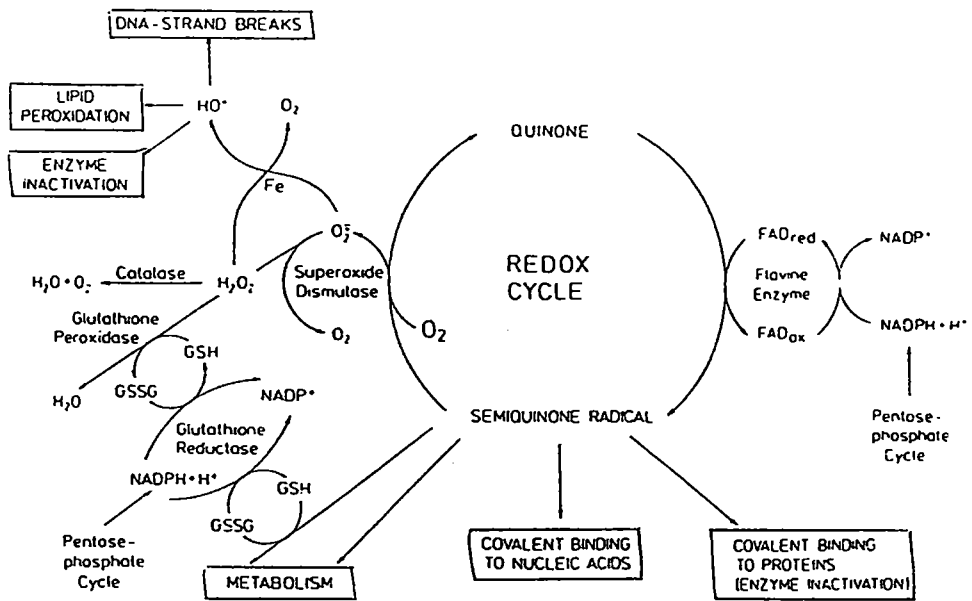 DNA-STRAND BREAKS
LIPID
PEROXIDATION
HO•
O₂
ENZYME
INACTIVATION
Fe
QUINONE
O₂⁻
REDOX
CYCLE
FADred
NADP⁺
Flavine
Enzyme
FADox
NADPH + H⁺
H₂O + O₂
Catalase
H₂O₂
Superoxide
Dismutase
O₂
O₂
Glutathione
Peroxidase
GSH
GSSG
H₂O
NADP⁺
Glutathione
Reductase
NADPH + H⁺
GSH
GSSG
SEMIQUINONE RADICAL
Pentose-
phosphate
Cycle
Pentose-
phosphate
Cycle
METABOLISM
COVALENT BINDING
TO NUCLEIC ACIDS
COVALENT BINDING
TO PROTEINS
(ENZYME INACTIVATION)